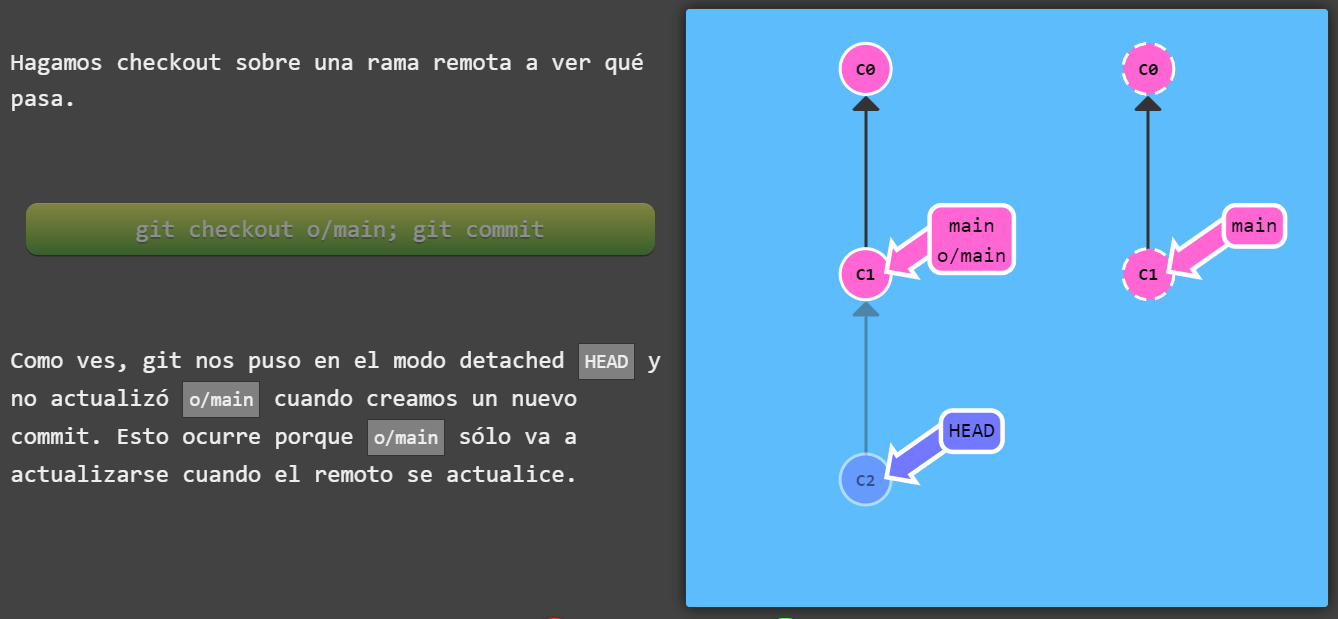 Hagamos checkout sobre una rama remota a ver qué
pasa.
git checkout o/main; git commit
Como ves, git nos puso en el modo detached HEAD y
no actualizó o/main cuando creamos un nuevo
commit. Esto ocurre porque o/main sólo va a
actualizarse cuando el remoto se actualice.
C0
main
o/main
C1
HEAD
C2
C0
main
C1